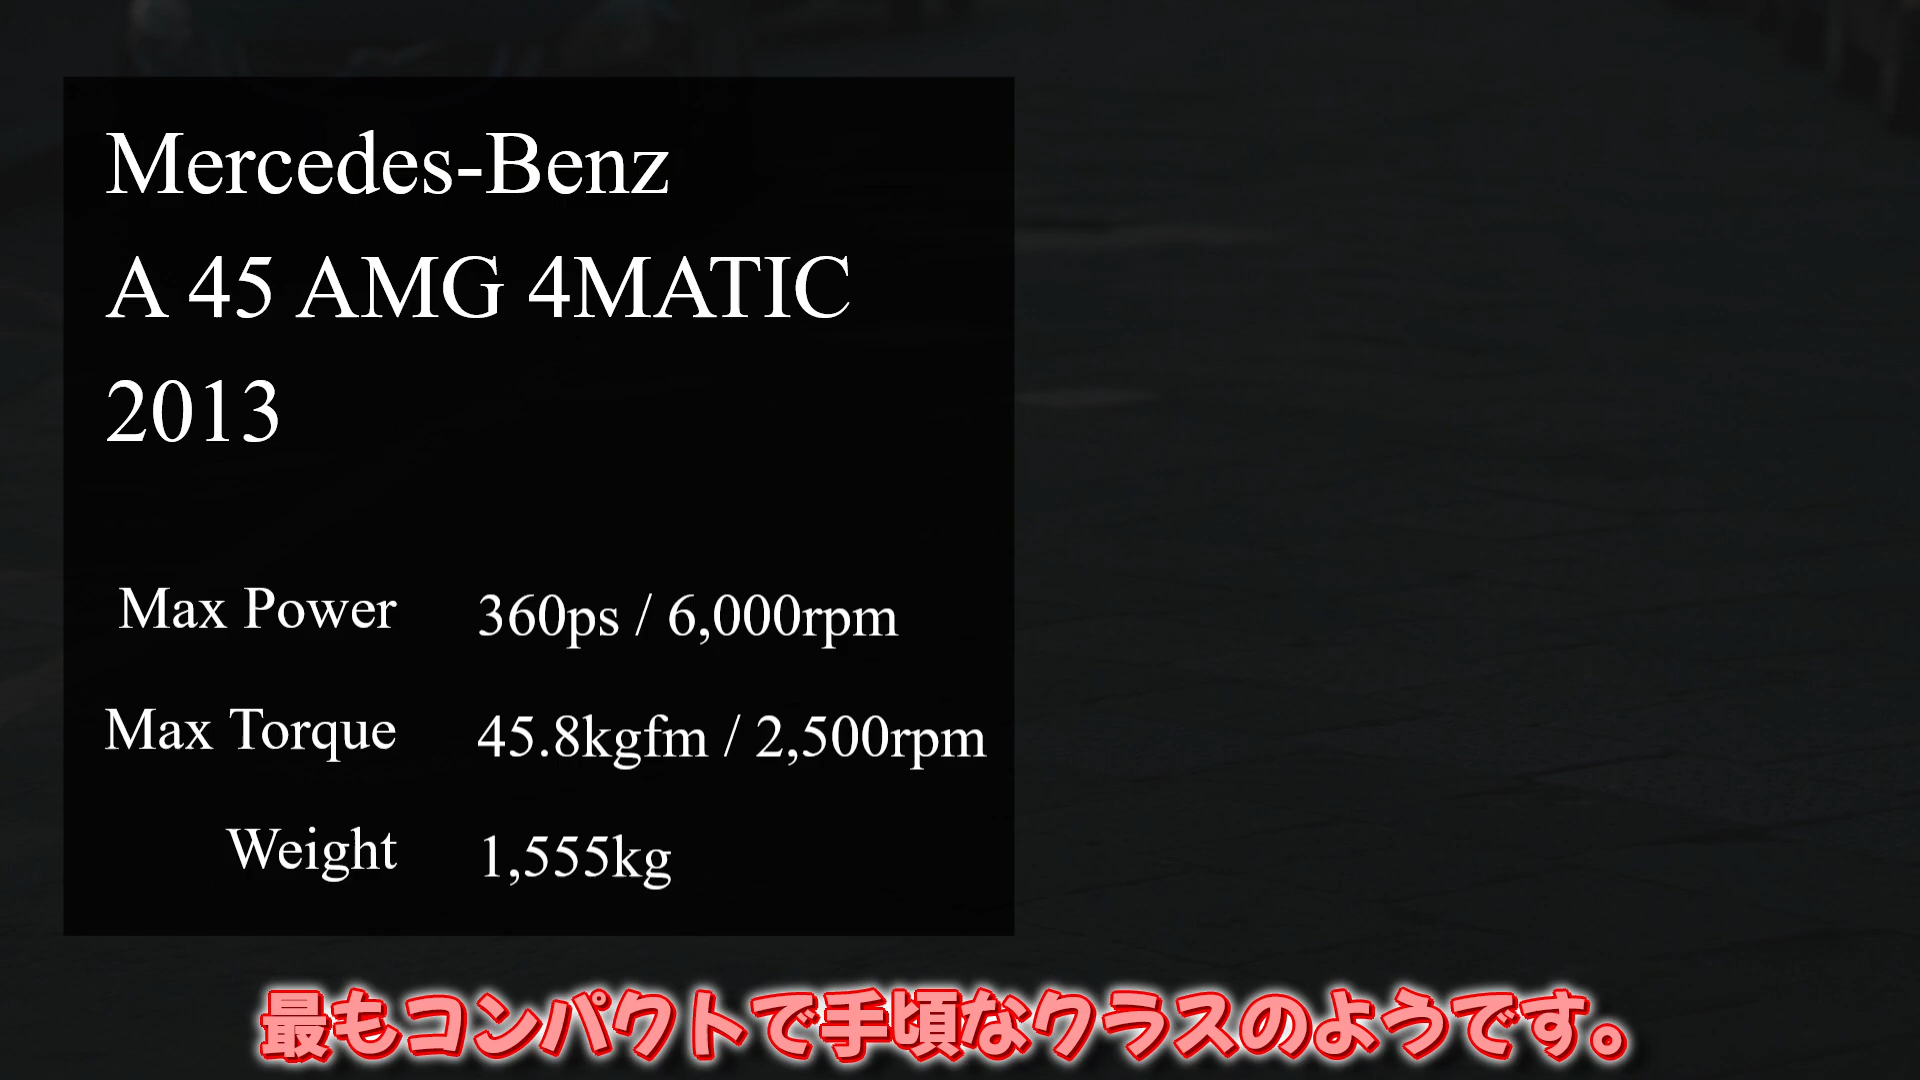 Mercedes-Benz
A 45 AMG 4MATIC
2013
Max Power 360ps / 6,000rpm
Max Torque 45.8kgfm / 2,500rpm
Weight 1,555kg
最もコンパクトで手頃なクラスのようです。